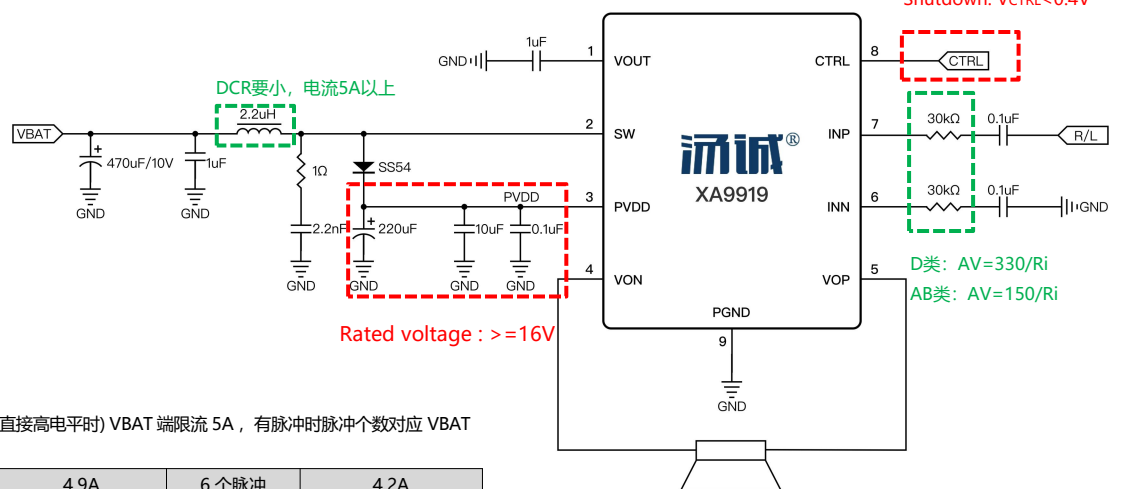 Shutdown: VCTRL<0.4V
1uF
GND
1
VOUT
CTRL
8
CTRL
DCR要小，电流5A以上
2.2uH
VBAT
470uF/10V
1uF
GND
GND
1Ω
SS54
2
SW
汤诚®
XA9919
INP
7
30kΩ
0.1uF
R/L
PVDD
3
PVDD
INN
6
30kΩ
0.1uF
GND
2.2nF
220uF
10uF
0.1uF
GND
GND
GND
GND
4
VON
VOP
5
D类：AV=330/Ri
AB类：AV=150/Ri
PGND
9
GND
Rated voltage : >=16V
直接高电平时) VBAT 端限流 5A ，有脉冲时脉冲个数对应 VBAT
4.9A
6 个脉冲
4.2A